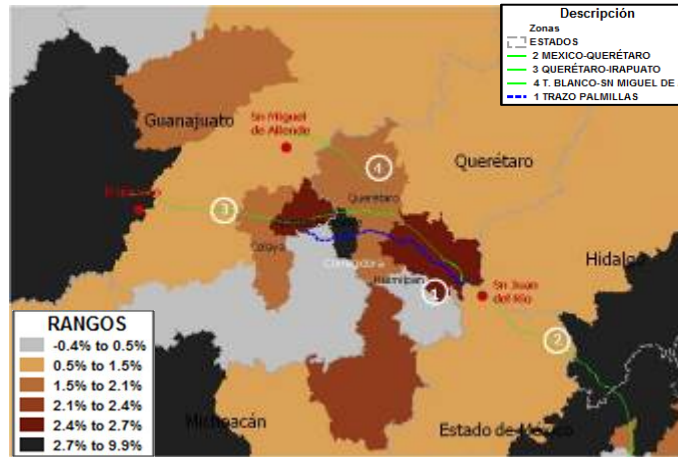 Descripción
Zonas
ESTADOS
2 MEXICO-QUERÉTARO
3 QUERÉTARO-IRAPUATO
4 T. BLANCO-SN MIGUEL DE
1 TRAZO PALMILLAS
Sn Miguel
de Allende
Guanajuato
4
Querétaro
Querétaro
3
Celaya
Corregidora
Huimilpan
Hidalgo
1
Sn Juan
del Río
2
RANGOS
-0.4% to 0.5%
0.5% to 1.5%
1.5% to 2.1%
2.1% to 2.4%
2.4% to 2.7%
2.7% to 9.9%
Michoacán
Estado de México